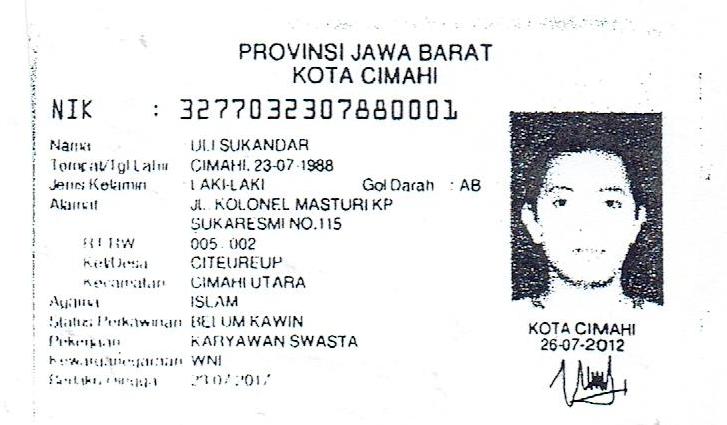 PROVINSI JAWA BARAT
KOTA CIMAHI
NIK : 3277032307880001
Nama ULI SUKANDAR
Tempat/Tgl Lahir CIMAHI, 23-07-1988
Jenis Kelamin : LAKI-LAKI Gol Darah : AB
Alamat JL. KOLONEL MASTURI KP
SUKARESMI NO.115
RT/RW 005 002
Kel/Desa CITEUREUP
Kecamatan CIMAHI UTARA
Agama ISLAM
Status Perkawinan BELUM KAWIN
Pekerjaan KARYAWAN SWASTA
Kewarganegaraan WNI
Berlaku Hingga 23-07-2017
KOTA CIMAHI
26-07-2012